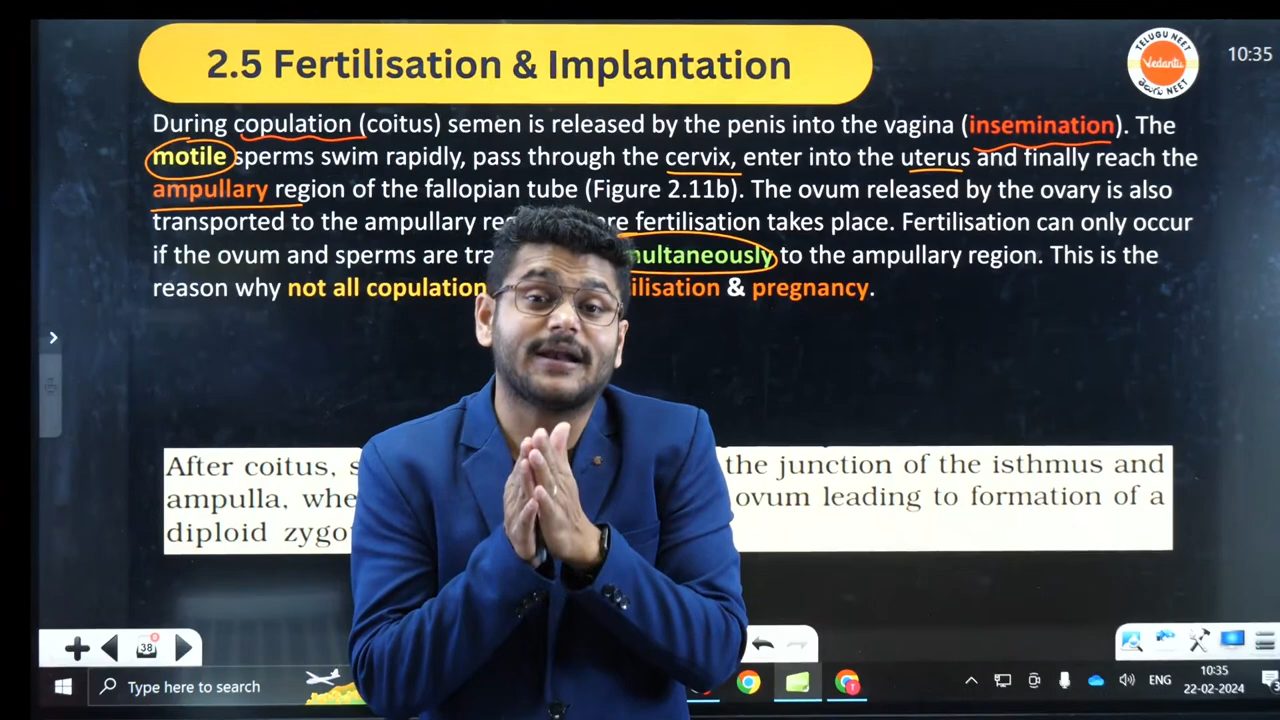 2.5 Fertilisation & Implantation
TELUGU NEET
Vedantu
తెలుగు NEET
10:35
During copulation (coitus) semen is released by the penis into the vagina (insemination). The
motile sperms swim rapidly, pass through the cervix, enter into the uterus and finally reach the
ampullary region of the fallopian tube (Figure 2.11b). The ovum released by the ovary is also
transported to the ampullary fertilisation takes place. Fertilisation can only occur
if the ovum and sperms are to the ampullary region. This is the
reason why not all copulation & pregnancy.
After coitus, the junction of the isthmus and
ampulla, ovum leading to formation of a
diploid
38
Type here to search
ENG
10:35
22-02-2024